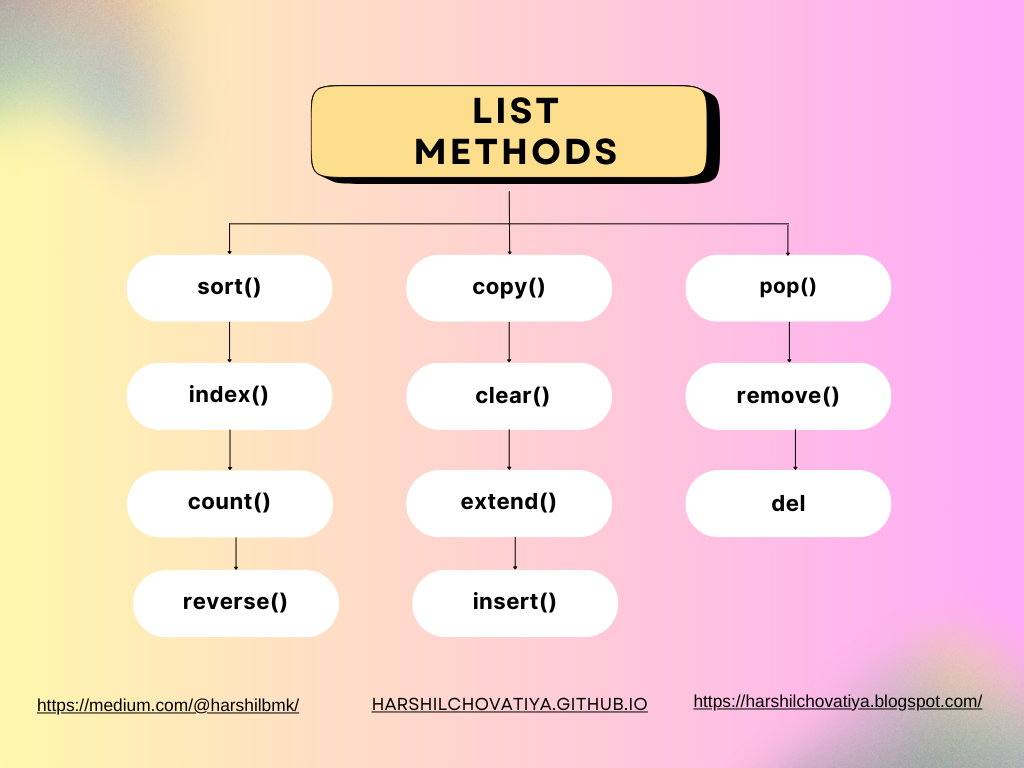 LIST
METHODS
sort()
copy()
pop()
index()
clear()
remove()
count()
extend()
del
reverse()
insert()
https://medium.com/@harshilbmk/
HARSHILCHOVATIYA.GITHUB.IO
https://harshilchovatiya.blogspot.com/